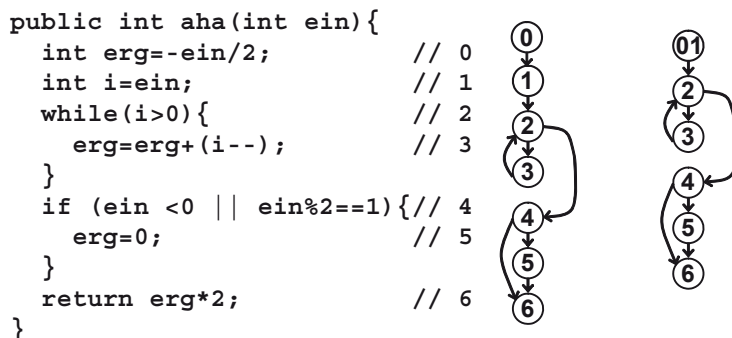 public int aha(int ein){
int erg=-ein/2; // 0
int i=ein; // 1
while(i>0){ // 2
erg=erg+(i--); // 3
}
if (ein <0 || ein%2==1){// 4
erg=0; // 5
}
return erg*2; // 6
}
0
1
2
3
4
5
6
01
2
3
4
5
6